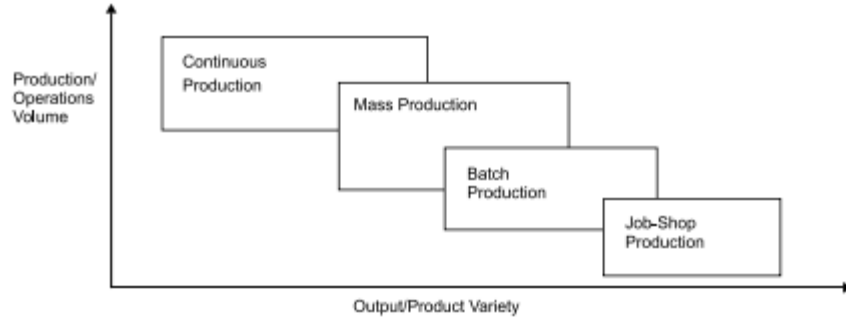 Continuous
Production
Production/
Operations
Volume
Mass Production
Batch
Production
Job-Shop
Production
Output/Product Variety